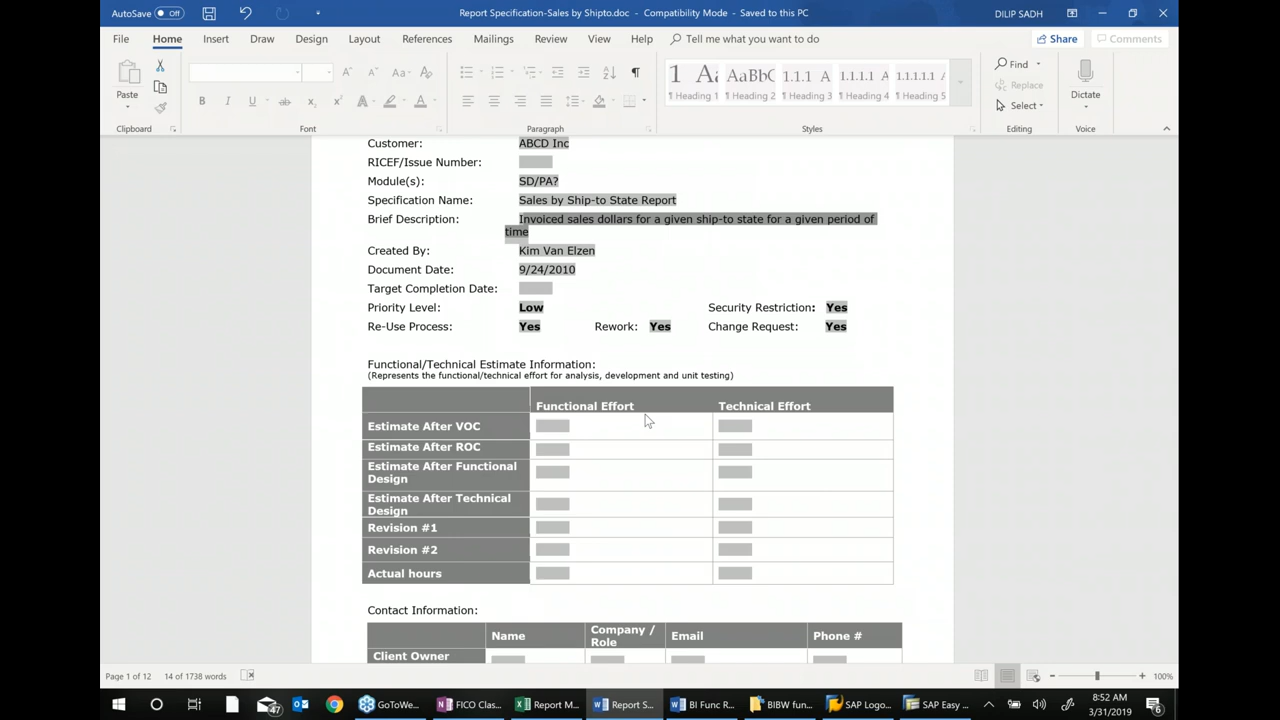 AutoSave Off
Report Specification-Sales by Shipto.doc - Compatibility Mode - Saved to this PC
DILIP SADH
File Home Insert Draw Design Layout References Mailings Review View Help Tell me what you want to do Share Comments
Paste
Clipboard
Font
Paragraph
1 Aa AaBbC 1.1.1 A 1.1.1.1 A 1.1.1.1.1 A
¶ Heading 1 ¶ Heading 2 ¶ Heading 3 ¶ Heading 4 ¶ Heading 5
Styles
Find
Replace
Select
Editing
Dictate
Voice
Customer: ABCD Inc
RICEF/Issue Number:
Module(s): SD/PA?
Specification Name: Sales by Ship-to State Report
Brief Description: Invoiced sales dollars for a given ship-to state for a given period of
time
Created By: Kim Van Elzen
Document Date: 9/24/2010
Target Completion Date:
Priority Level: Low Security Restriction: Yes
Re-Use Process: Yes Rework: Yes Change Request: Yes
Functional/Technical Estimate Information:
(Represents the functional/technical effort for analysis, development and unit testing)
Functional Effort Technical Effort
Estimate After VOC
Estimate After ROC
Estimate After Functional
Design
Estimate After Technical
Design
Revision #1
Revision #2
Actual hours
Contact Information:
Name Company / Role Email Phone #
Client Owner
Page 1 of 12 14 of 1738 words 100%
47 GoToWe... FICO Clas... Report M... Report S... BI Func R... BIBW fun... SAP Logo... SAP Easy ... 8:52 AM
3/31/2019 6